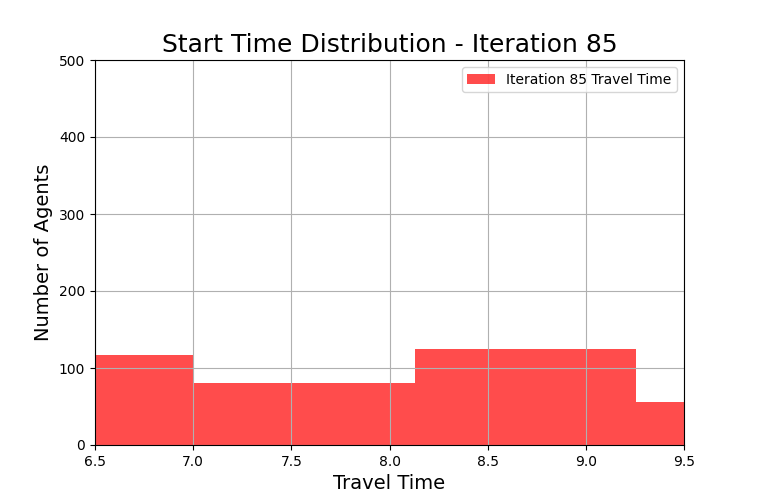 Start Time Distribution - Iteration 85
Iteration 85 Travel Time
Number of Agents
500
400
300
200
100
0
6.5 7.0 7.5 8.0 8.5 9.0 9.5
Travel Time